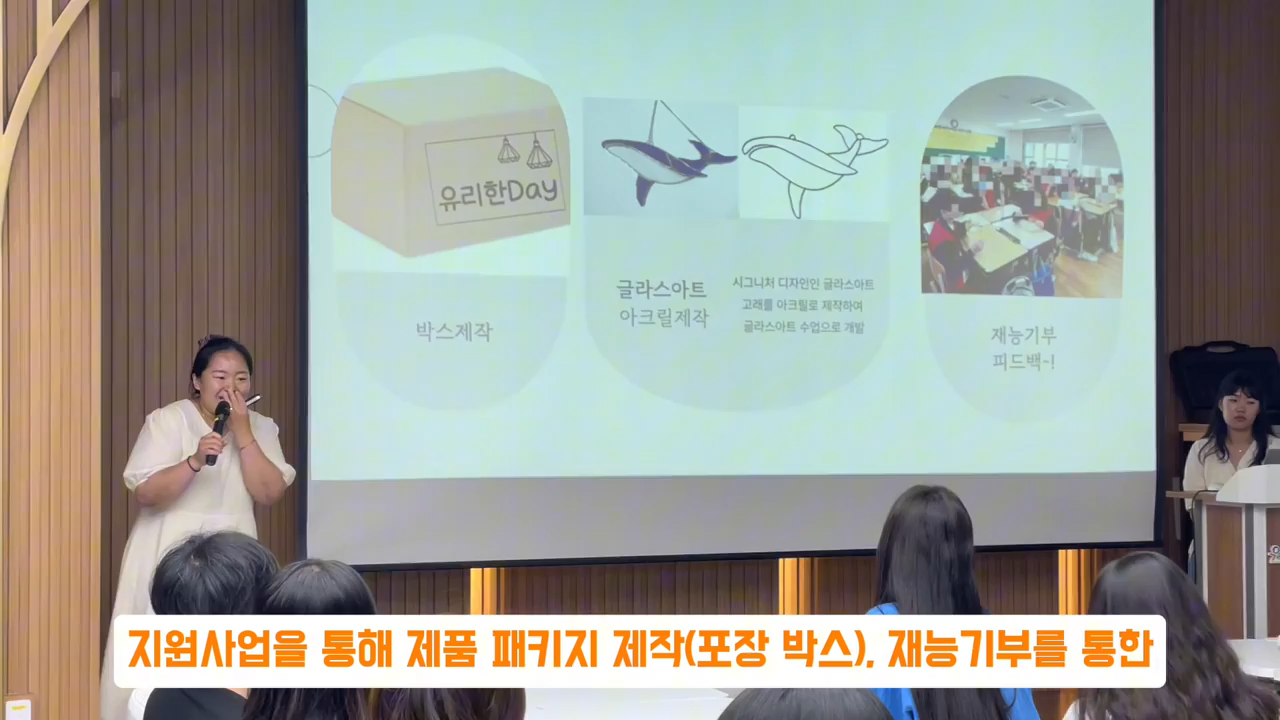 유리한Day
박스제작
글라스아트
아크릴제작
시그니처 디자인인 글라스아트
고래를 아크릴로 제작하여
글라스아트 수업으로 개발
재능기부
피드백~!
지원사업을 통해 제품 패키지 제작(포장 박스), 재능기부를 통한